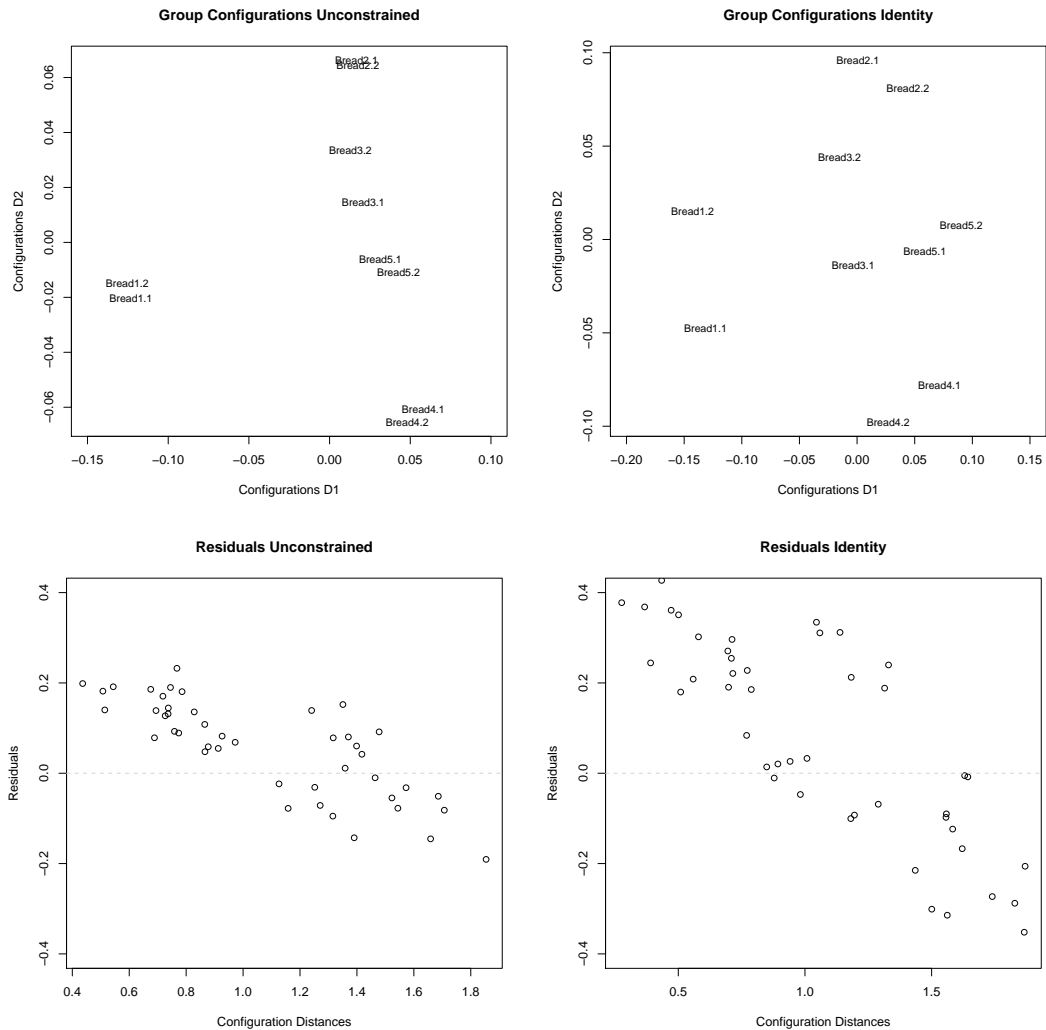 Group Configurations Unconstrained
Configurations D2
0.06
0.04
0.02
0.00
−0.02
−0.04
−0.06
Bread2.1
Bread2.2
Bread3.2
Bread3.1
Bread5.1
Bread5.2
Bread1.2
Bread1.1
Bread4.1
Bread4.2
−0.15 −0.10 −0.05 0.00 0.05 0.10
Configurations D1
Group Configurations Identity
Configurations D2
0.10
0.05
0.00
−0.05
−0.10
Bread2.1
Bread2.2
Bread3.2
Bread1.2
Bread5.2
Bread5.1
Bread3.1
Bread1.1
Bread4.1
Bread4.2
−0.20 −0.15 −0.10 −0.05 0.00 0.05 0.10 0.15
Configurations D1
Residuals Unconstrained
Residuals
0.4
0.2
0.0
−0.2
−0.4
0.4 0.6 0.8 1.0 1.2 1.4 1.6 1.8
Configuration Distances
Residuals Identity
Residuals
0.4
0.2
0.0
−0.2
−0.4
0.5 1.0 1.5
Configuration Distances